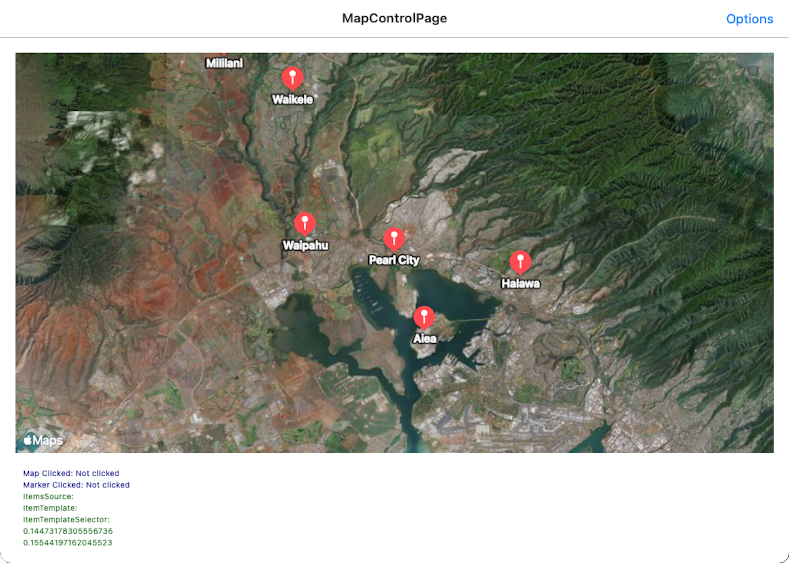 MapControlPage
Options
Mililani
Waikele
Waipahu
Pearl City
Halawa
Aiea
Maps
Map Clicked: Not clicked
Marker Clicked: Not clicked
ItemsSource:
ItemTemplate:
ItemTemplateSelector:
0.14473178305556736
0.15544197162045523